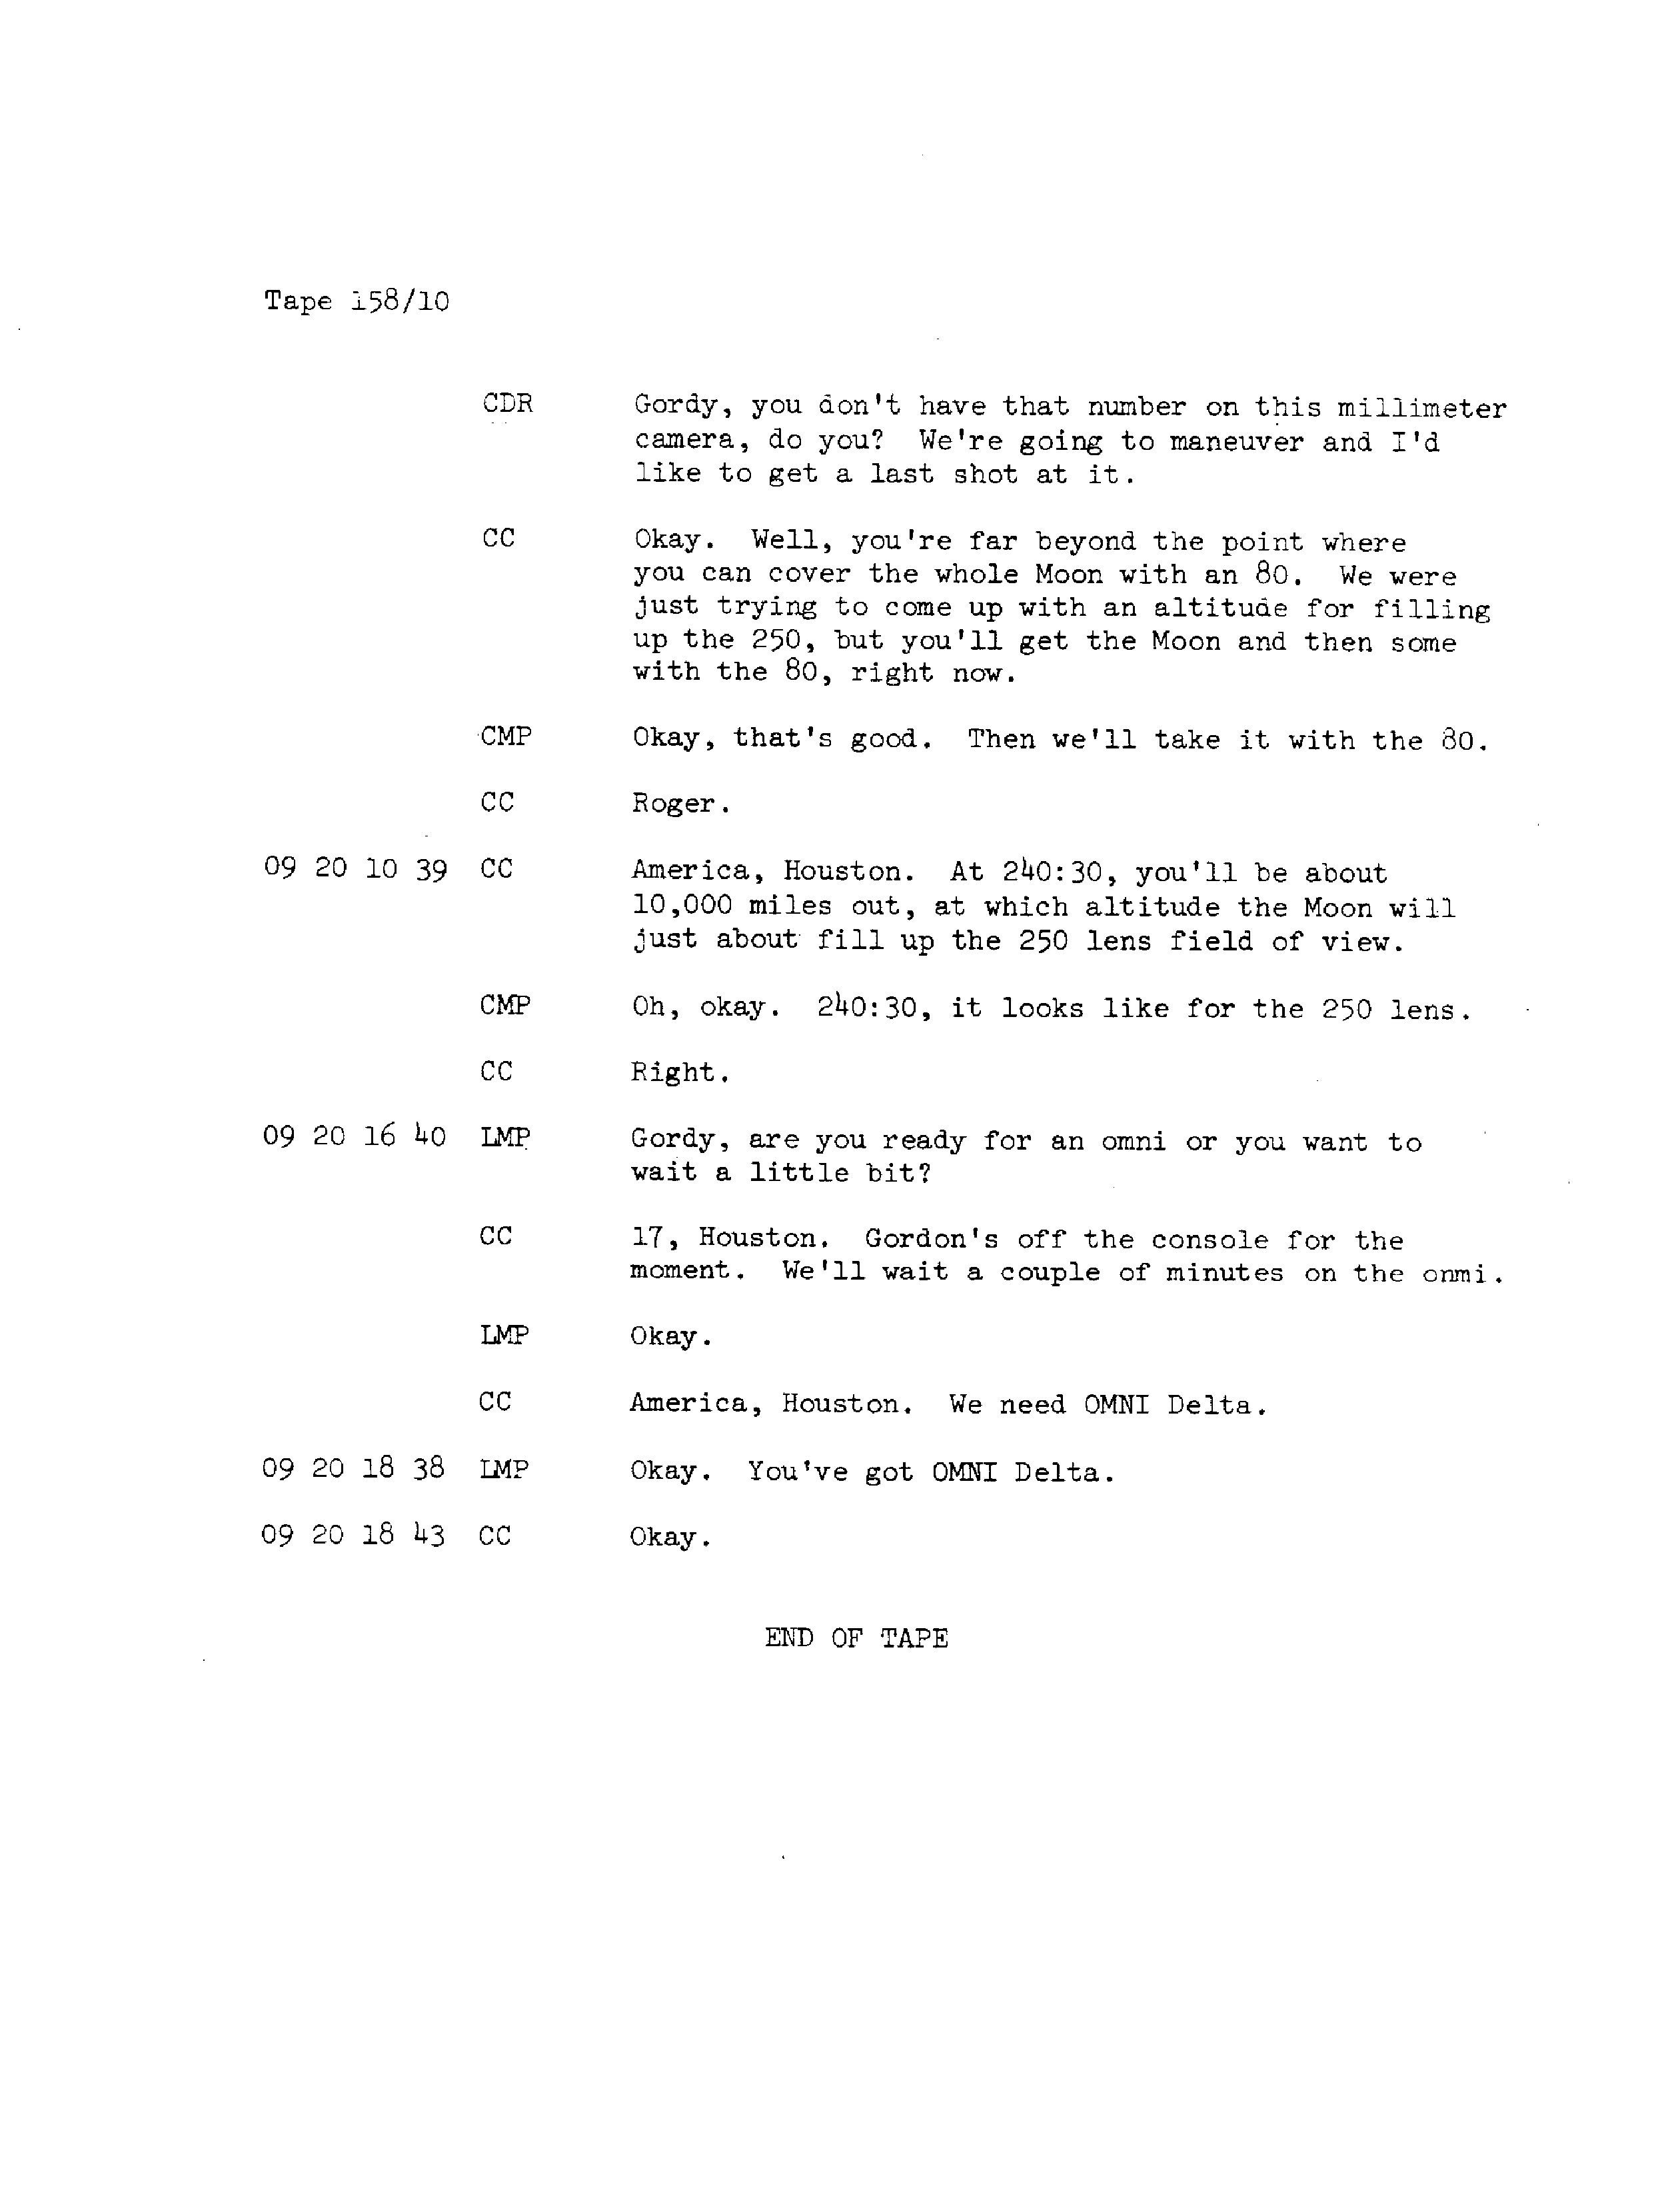 Tape 158/10
CDR Gordy, you don't have that number on this millimeter
camera, do you? We're going to maneuver and I'd
like to get a last shot at it.
CC Okay. Well, you're far beyond the point where
you can cover the whole Moon with an 80. We were
just trying to come up with an altitude for filling
up the 250, but you'll get the Moon and then some
with the 80, right now.
CMP Okay, that's good. Then we'll take it with the 80.
CC Roger.
09 20 10 39 CC America, Houston. At 240:30, you'll be about
10,000 miles out, at which altitude the Moon will
just about fill up the 250 lens field of view.
CMP Oh, okay. 240:30, it looks like for the 250 lens.
CC Right.
09 20 16 40 LMP Gordy, are you ready for an omni or you want to
wait a little bit?
CC 17, Houston. Gordon's off the console for the
moment. We'll wait a couple of minutes on the onmi.
LMP Okay.
CC America, Houston. We need OMNI Delta.
09 20 18 38 LMP Okay. You've got OMNI Delta.
09 20 18 43 CC Okay.
END OF TAPE